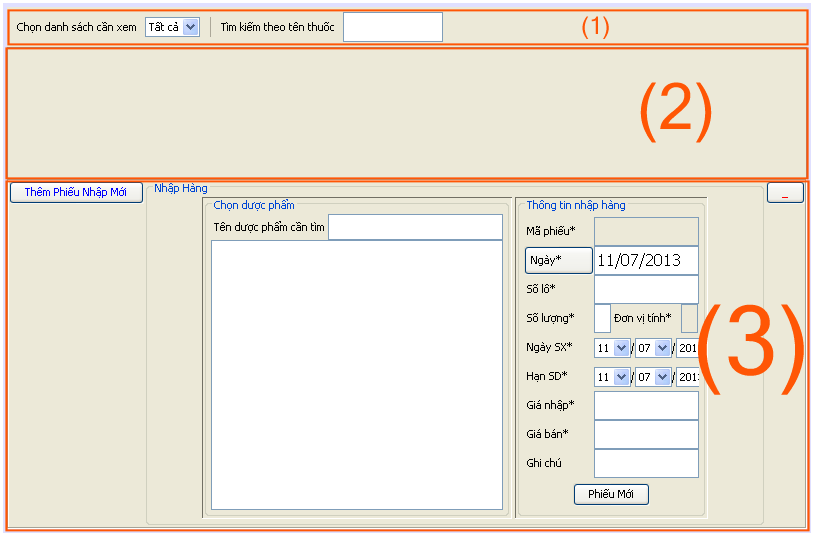 Chọn danh sách cần xem Tất cả Tìm kiếm theo tên thuốc (1)
(2)
Thêm Phiếu Nhập Mới Nhập Hàng _
Chọn dược phẩm
Tên dược phẩm cần tìm
Thông tin nhập hàng
Mã phiếu*
Ngày* 11/07/2013
Số lô*
Số lượng* Đơn vị tính*
Ngày SX* 11 / 07 / 201
Hạn SD* 11 / 07 / 201
(3)
Giá nhập*
Giá bán*
Ghi chú
Phiếu Mới